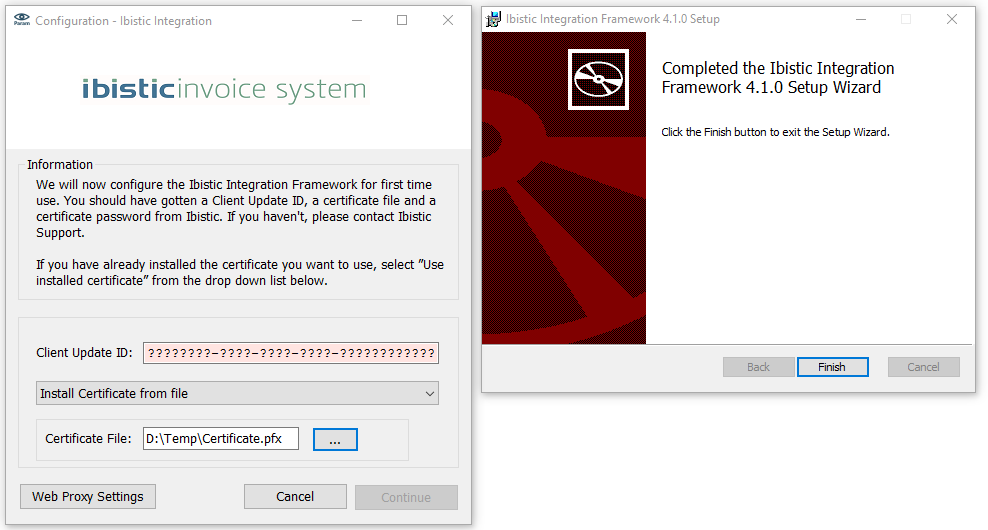 Param
Configuration - Ibistic Integration
ibisticinvoice system
Information
We will now configure the Ibistic Integration Framework for first time
use. You should have gotten a Client Update ID, a certificate file and a
certificate password from Ibistic. If you haven't, please contact Ibistic
Support.
If you have already installed the certificate you want to use, select ”Use
installed certificate” from the drop down list below.
Client Update ID: ????????-????-????-????-????????????
Install Certificate from file
Certificate File: D:\Temp\Certificate.pfx ...
Web Proxy Settings Cancel Continue
Ibistic Integration Framework 4.1.0 Setup
Completed the Ibistic Integration
Framework 4.1.0 Setup Wizard
Click the Finish button to exit the Setup Wizard.
Back Finish Cancel